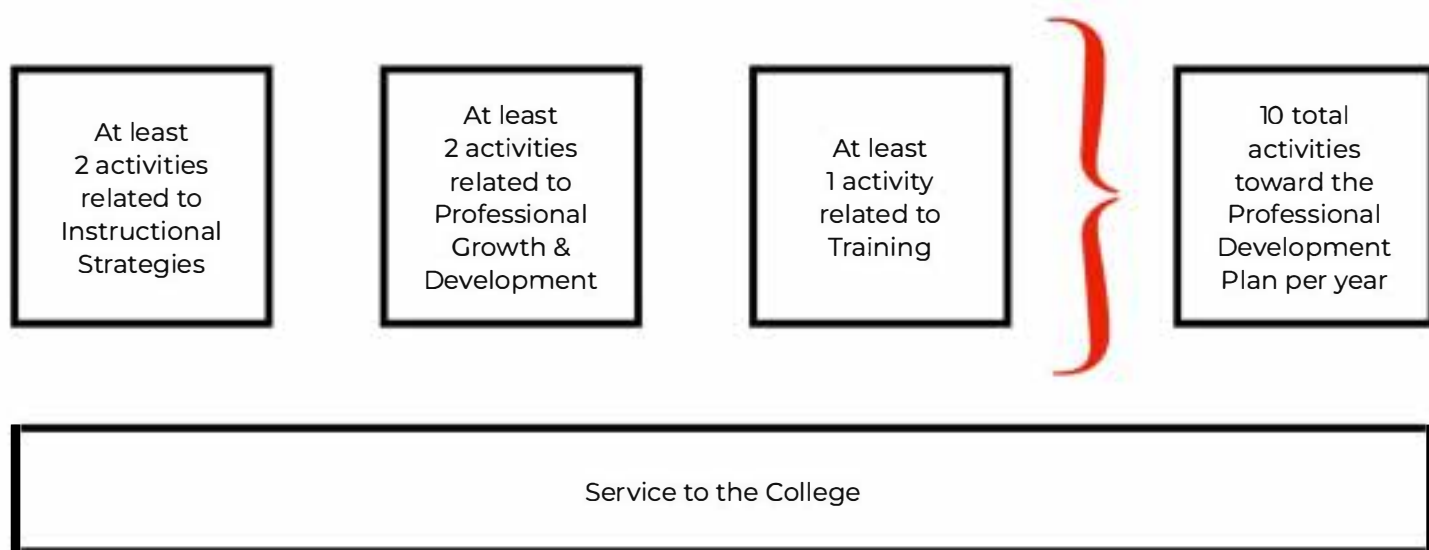 At least
2 activities
related to
Instructional
Strategies
At least
2 activities
related to
Professional
Growth &
Development
At least
1 activity
related to
Training
10 total
activities
toward the
Professional
Development
Plan per year
Service to the College